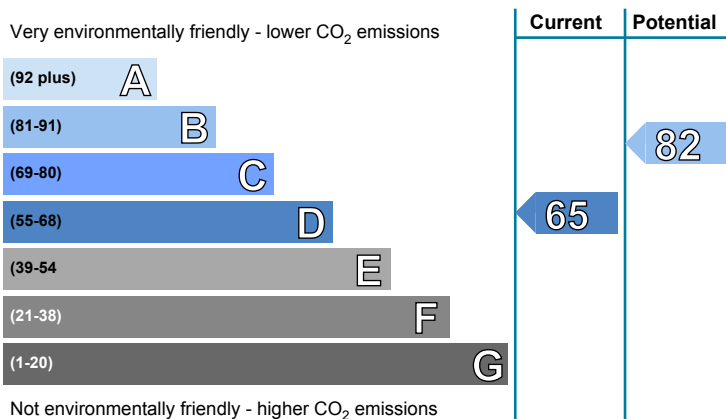 Current Potential
Very environmentally friendly - lower CO2 emissions
(92 plus) A
(81-91) B
82
(69-80) C
(55-68) D
65
(39-54 E
(21-38) F
(1-20) G
Not environmentally friendly - higher CO2 emissions